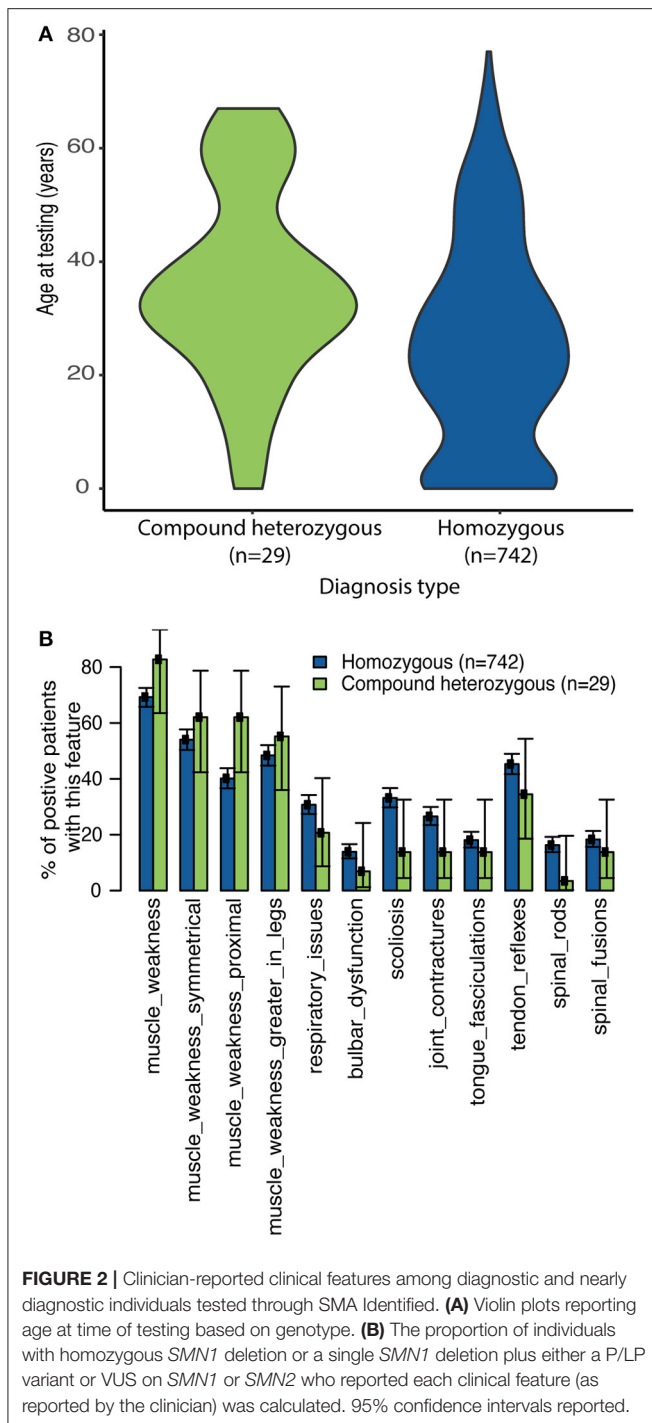 A
80
60
40
20
0
Age at testing (years)
Compound heterozygous
(n=29)
Homozygous
(n=742)
Diagnosis type
B
80
60
40
20
0
% of postive patients
with this feature
Homozygous (n=742)
Compound heterozygous (n=29)
muscle_weakness
muscle_weakness_symmetrical
muscle_weakness_proximal
muscle_weakness_greater_in_legs
respiratory_issues
bulbar_dysfunction
scoliosis
joint_contractures
tongue_fasciculations
tendon_reflexes
spinal_rods
spinal_fusions
FIGURE 2 | Clinician-reported clinical features among diagnostic and nearly
diagnostic individuals tested through SMA Identified. (A) Violin plots reporting
age at time of testing based on genotype. (B) The proportion of individuals
with homozygous SMN1 deletion or a single SMN1 deletion plus either a P/LP
variant or VUS on SMN1 or SMN2 who reported each clinical feature (as
reported by the clinician) was calculated. 95% confidence intervals reported.